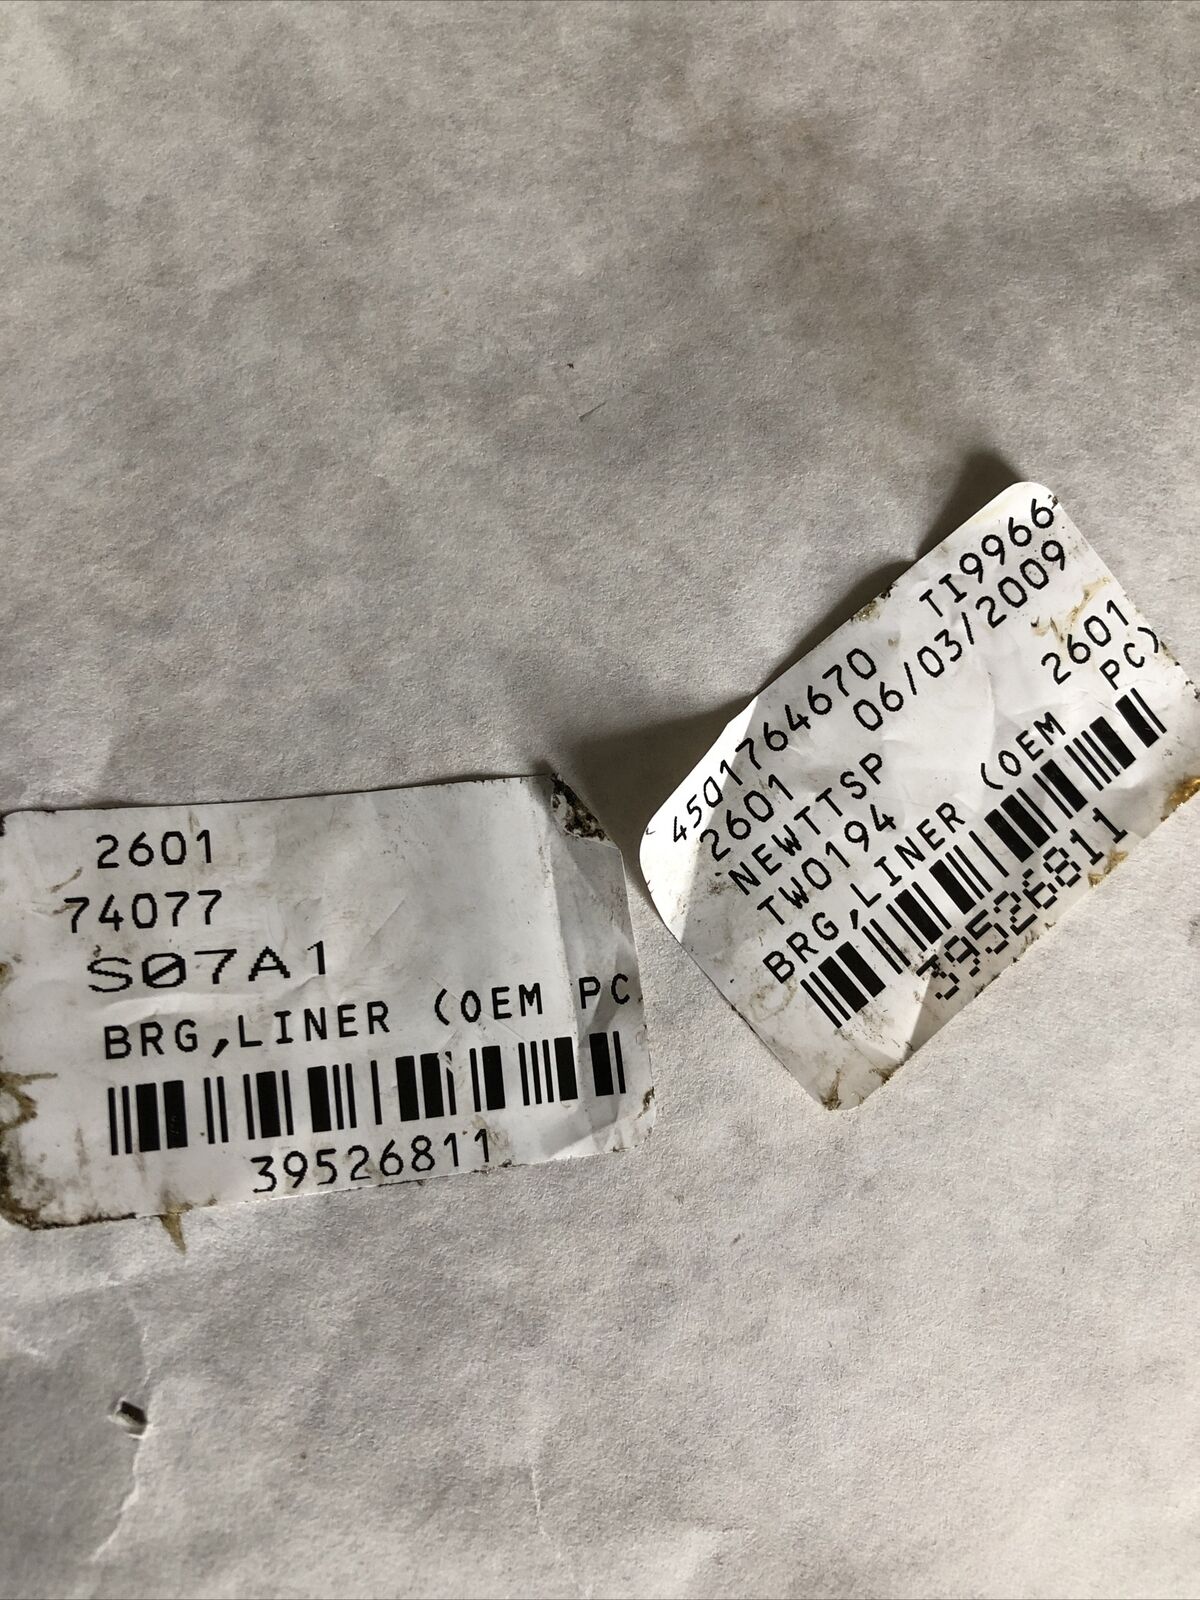 2601
74077
S07A1
BRG,LINER (OEM PC
39526811
4501764670 TI9966
2601 06/03/2009
NEWTTSP
TW0194 2601
BRG,LINER (OEM PC)
39526811